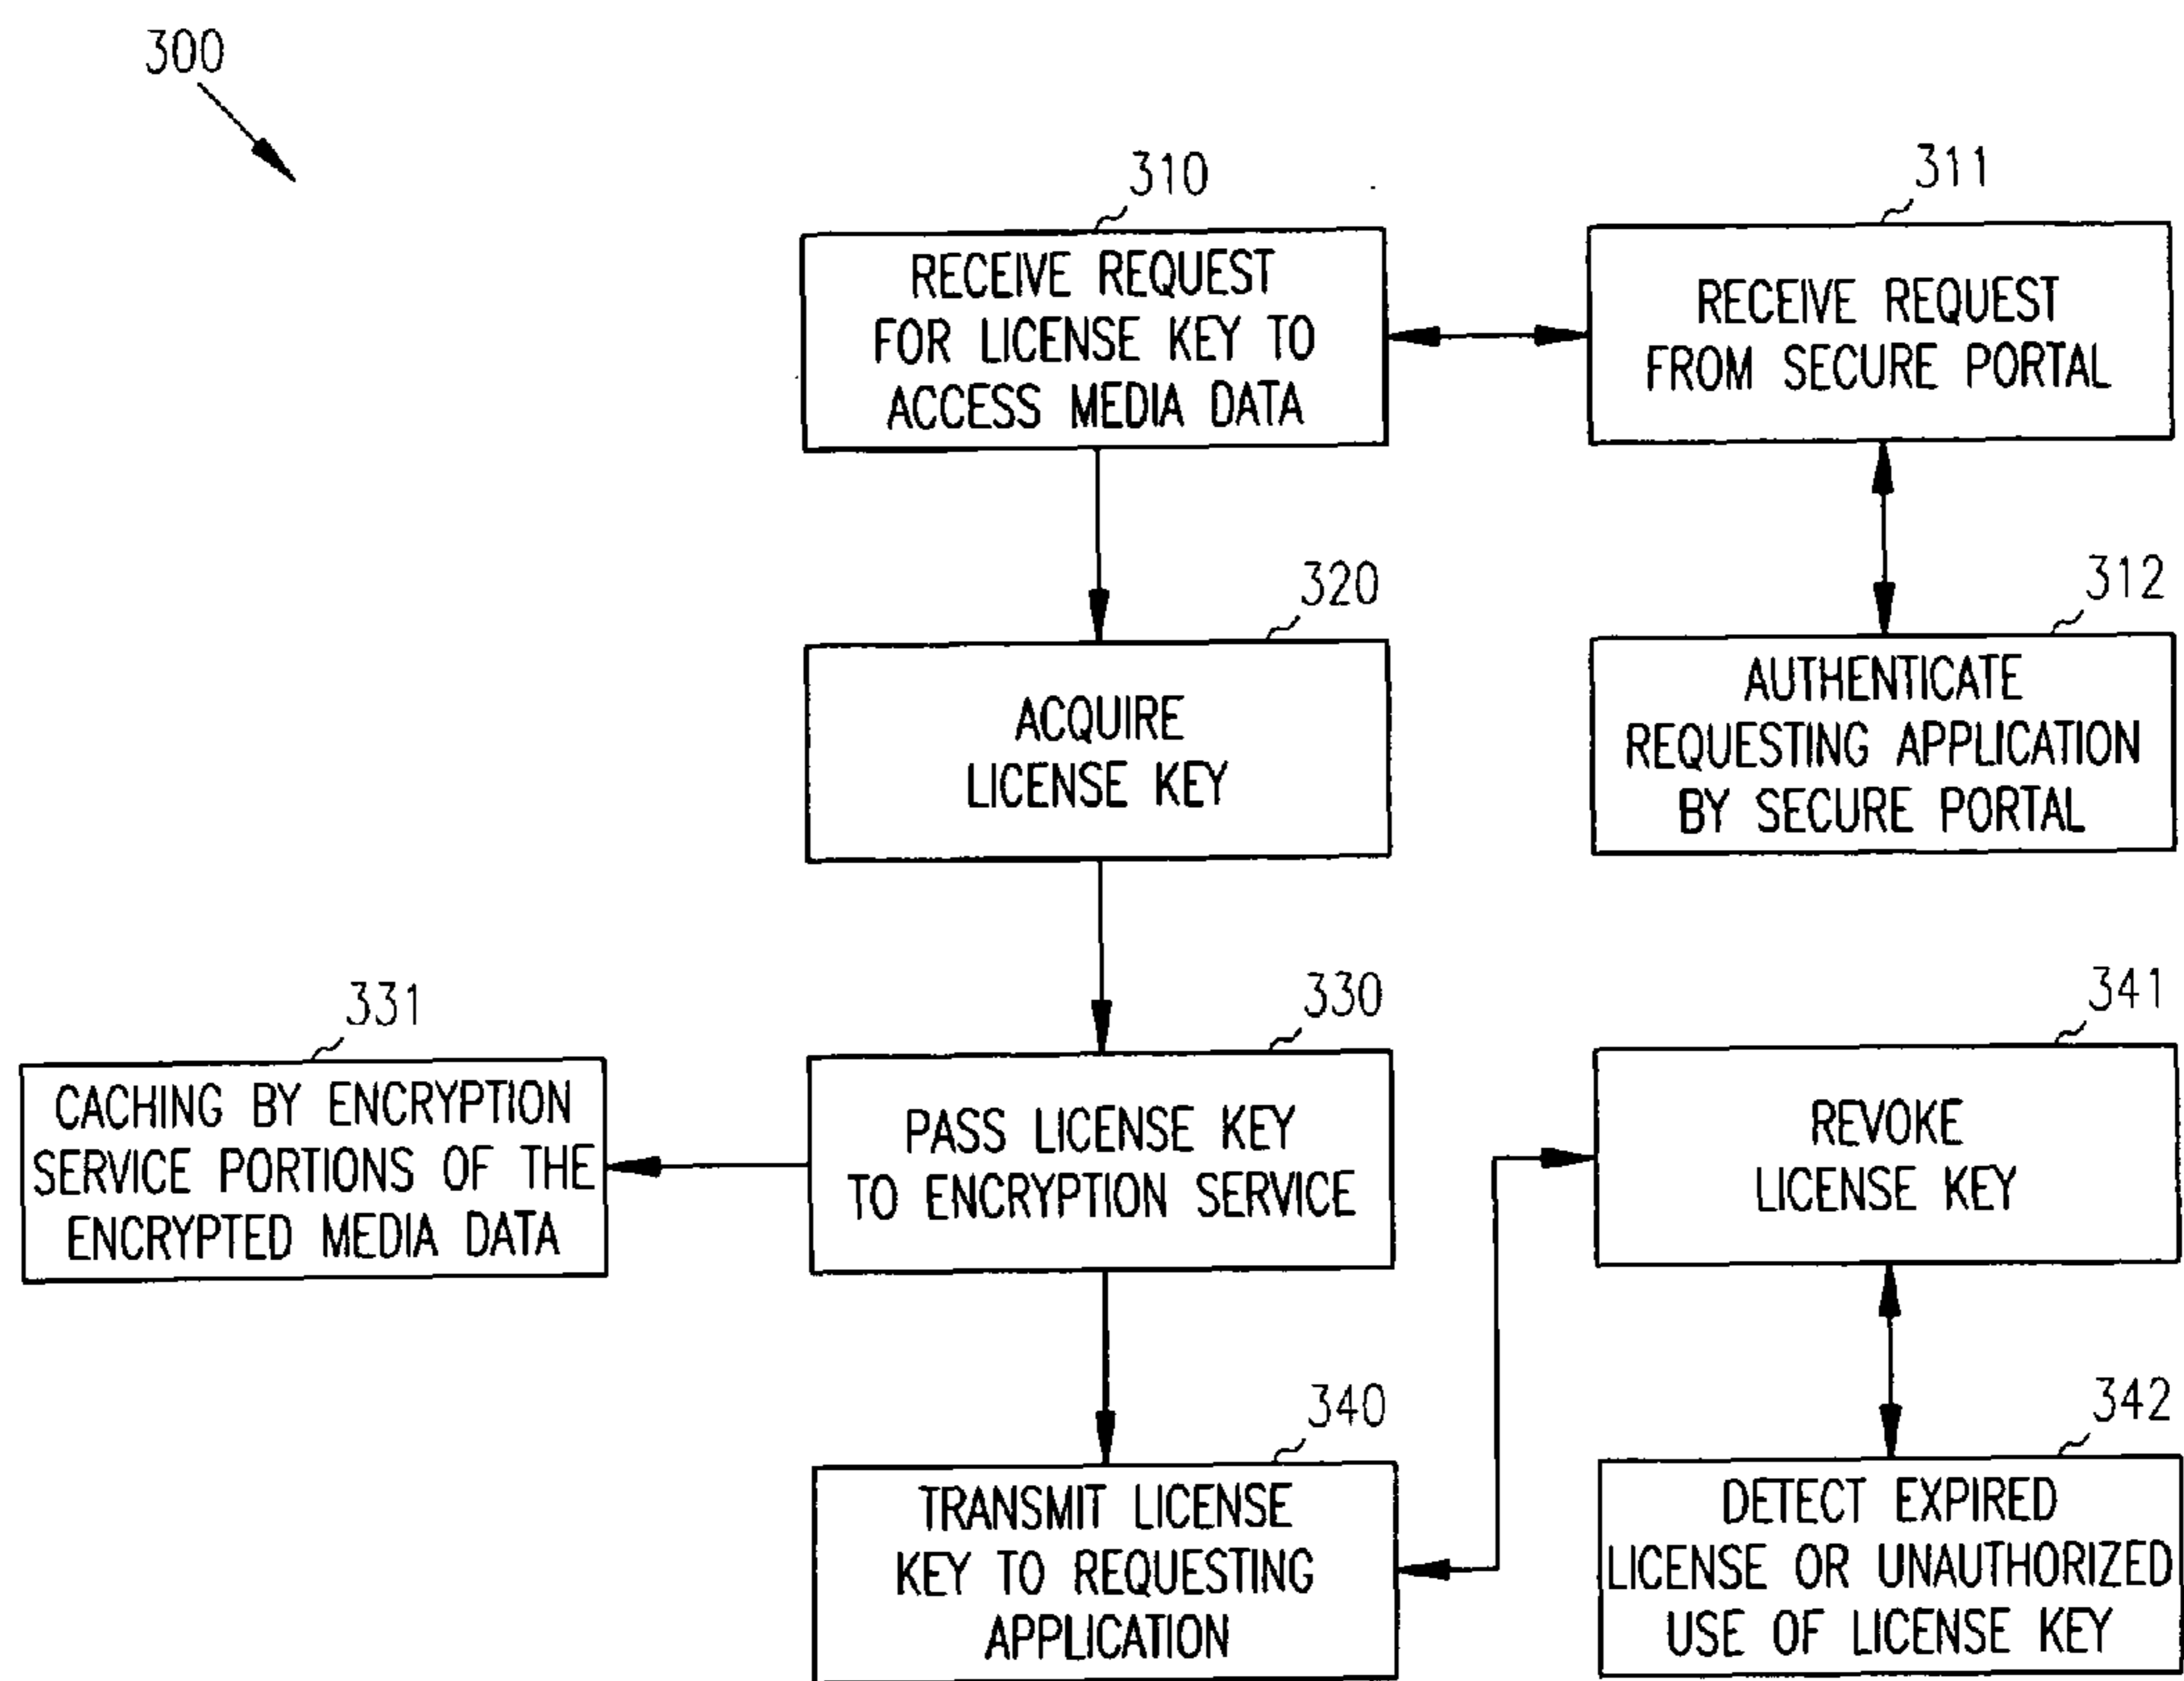 300
310
RECEIVE REQUEST
FOR LICENSE KEY TO
ACCESS MEDIA DATA
311
RECEIVE REQUEST
FROM SECURE PORTAL
320
ACQUIRE
LICENSE KEY
312
AUTHENTICATE
REQUESTING APPLICATION
BY SECURE PORTAL
331
CACHING BY ENCRYPTION
SERVICE PORTIONS OF THE
ENCRYPTED MEDIA DATA
330
PASS LICENSE KEY
TO ENCRYPTION SERVICE
341
REVOKE
LICENSE KEY
340
TRANSMIT LICENSE
KEY TO REQUESTING
APPLICATION
342
DETECT EXPIRED
LICENSE OR UNAUTHORIZED
USE OF LICENSE KEY